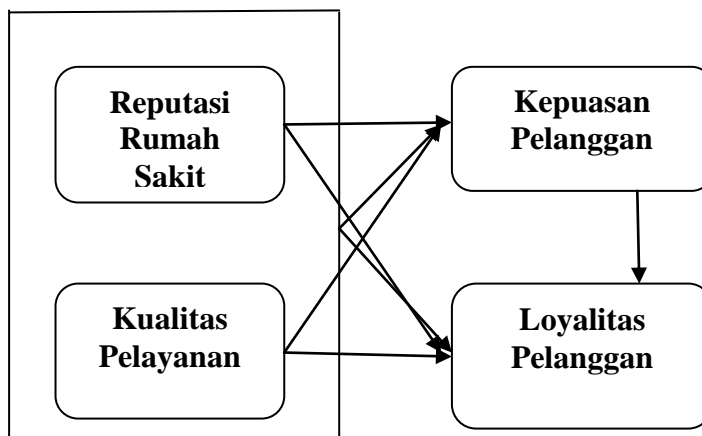 Reputasi
Rumah
Sakit
Kepuasan
Pelanggan
Kualitas
Pelayanan
Loyalitas
Pelanggan